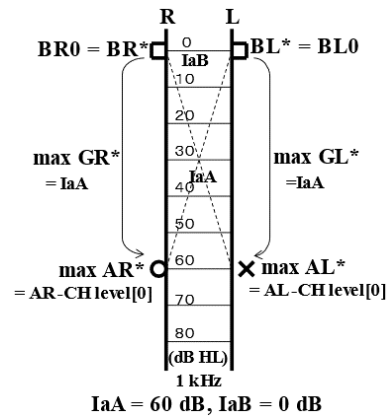 R L
BR0 = BR* 0 BL* = BL0
IaB
10
20
max GR* 30 max GL*
= IaA IaA =IaA
40
50
max AR* 60 max AL*
= AR-CH level[0] = AL-CH level[0]
70
80
(dB HL)
1 kHz
IaA = 60 dB, IaB = 0 dB